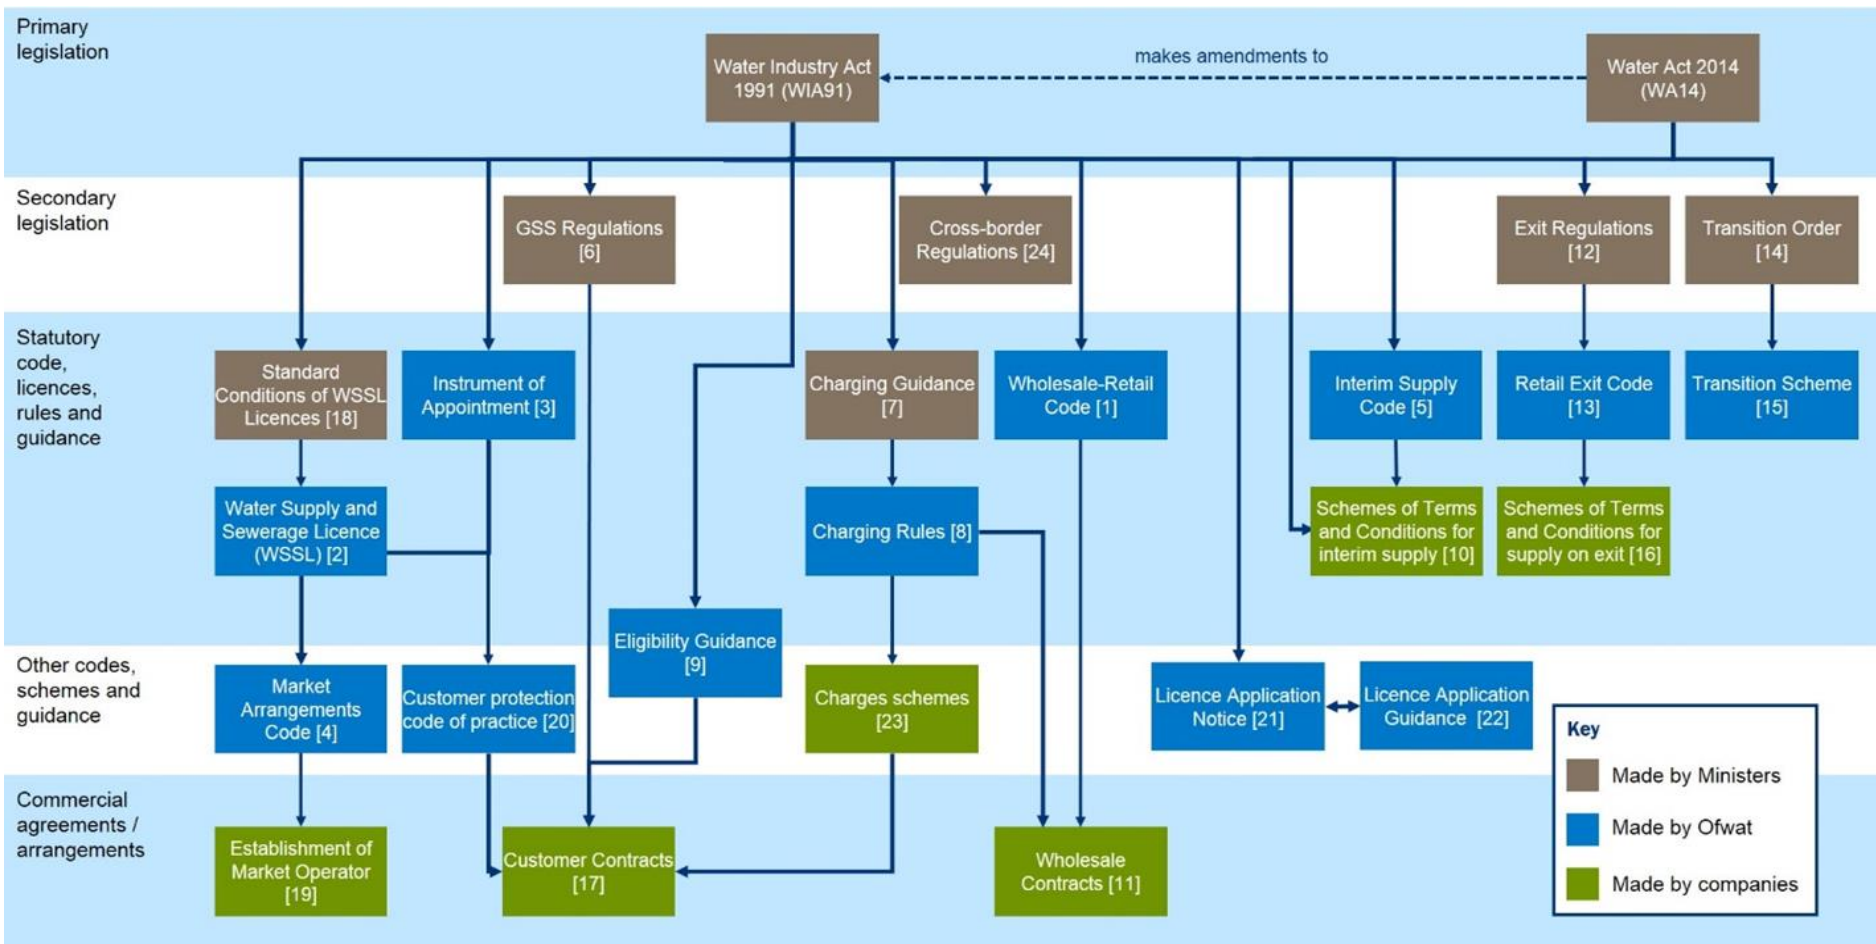 Primary
legislation
Water Industry Act
1991 (WIA91)
makes amendments to
Water Act 2014
(WA14)
Secondary
legislation
GSS Regulations
[6]
Cross-border
Regulations [24]
Exit Regulations
[12]
Transition Order
[14]
Statutory
code,
licences,
rules and
guidance
Standard
Conditions of WSSL
Licences [18]
Instrument of
Appointment [3]
Charging Guidance
[7]
Wholesale-Retail
Code [1]
Interim Supply
Code [5]
Retail Exit Code
[13]
Transition Scheme
[15]
Water Supply and
Sewerage Licence
(WSSL) [2]
Charging Rules [8]
Schemes of Terms
and Conditions for
interim supply [10]
Schemes of Terms
and Conditions for
supply on exit [16]
Eligibility Guidance
[9]
Other codes,
schemes and
guidance
Market
Arrangements
Code [4]
Customer protection
code of practice [20]
Charges schemes
[23]
Licence Application
Notice [21]
Licence Application
Guidance [22]
Key
Made by Ministers
Made by Ofwat
Made by companies
Commercial
agreements /
arrangements
Establishment of
Market Operator
[19]
Customer Contracts
[17]
Wholesale
Contracts [11]